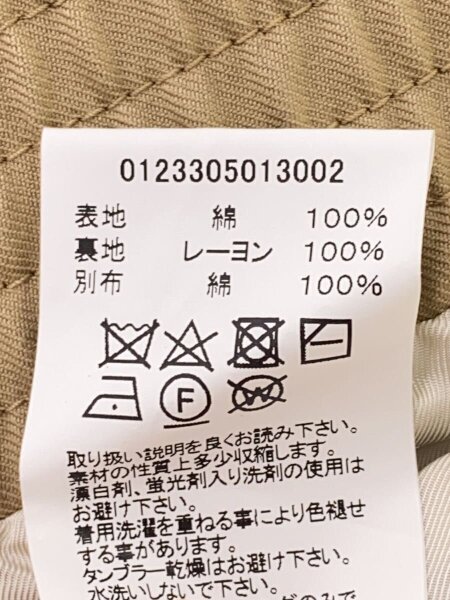 0123305013002
表地 綿 100%
裏地 レーヨン 100%
別布 綿 100%
F
W
取り扱い説明を良くお読み下さい。
素材の性質上多少収縮します。
漂白剤、蛍光剤入り洗剤の使用は
お避け下さい。
着用洗濯を重ねる事により色褪せ
する事があります。
タンブラー乾燥はお避け下さい。
水洗いしないで下さい。